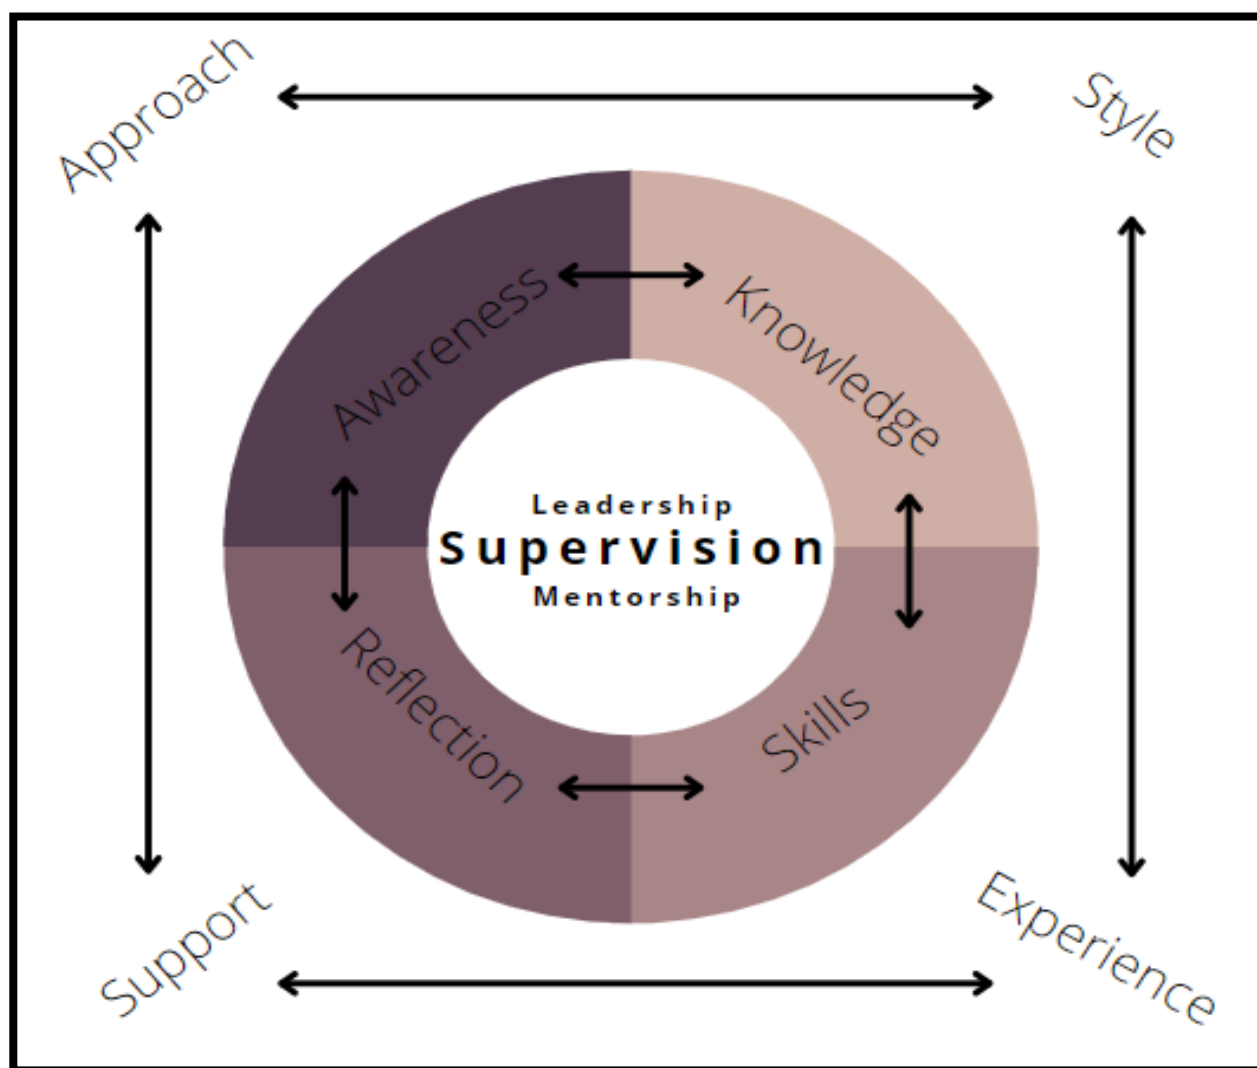 Approach
Style
Awareness
Knowledge
Leadership
Supervision
Mentorship
Reflection
Skills
Support
Experience